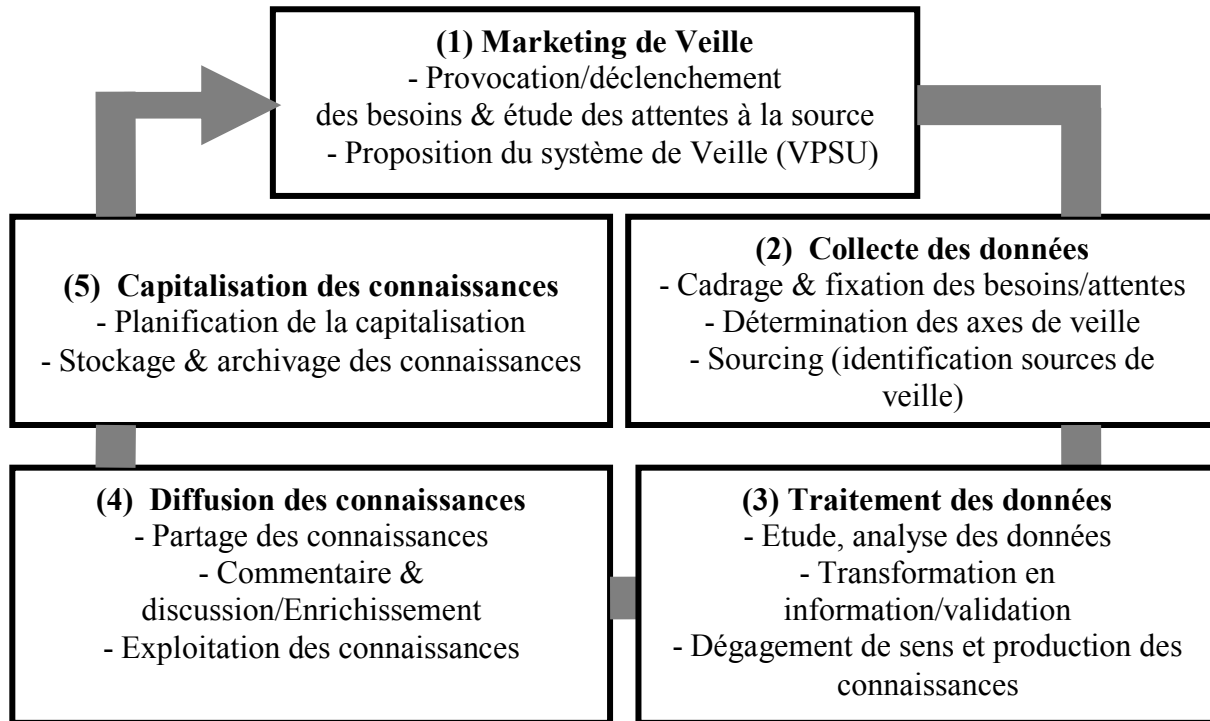 (1) Marketing de Veille
- Provocation/déclenchement
des besoins & étude des attentes à la source
- Proposition du système de Veille (VPSU)
(2) Collecte des données
- Cadrage & fixation des besoins/attentes
- Détermination des axes de veille
- Sourcing (identification sources de
veille)
(3) Traitement des données
- Etude, analyse des données
- Transformation en
information/validation
- Dégagement de sens et production des
connaissances
(4) Diffusion des connaissances
- Partage des connaissances
- Commentaire &
discussion/Enrichissement
- Exploitation des connaissances
(5) Capitalisation des connaissances
- Planification de la capitalisation
- Stockage & archivage des connaissances